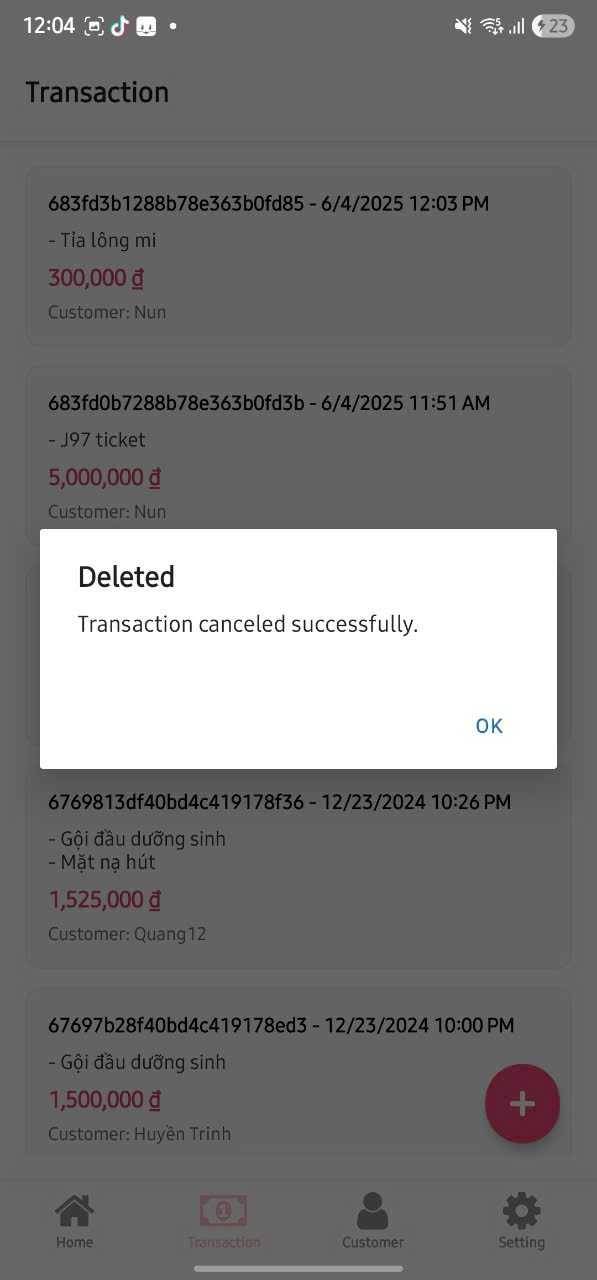 12:04
23
Transaction
683fd3b1288b78e363b0fd85 - 6/4/2025 12:03 PM
- Tỉa lông mi
300,000 ₫
Customer: Nun
683fd0b7288b78e363b0fd3b - 6/4/2025 11:51 AM
- J97 ticket
5,000,000 ₫
Customer: Nun
Deleted
Transaction canceled successfully.
OK
6769813df40bd4c419178f36 - 12/23/2024 10:26 PM
- Gội đầu dưỡng sinh
- Mặt nạ hút
1,525,000 ₫
Customer: Quang12
67697b28f40bd4c419178ed3 - 12/23/2024 10:00 PM
- Gội đầu dưỡng sinh
1,500,000 ₫
Customer: Huyền Trinh
Home
Transaction
Customer
Setting